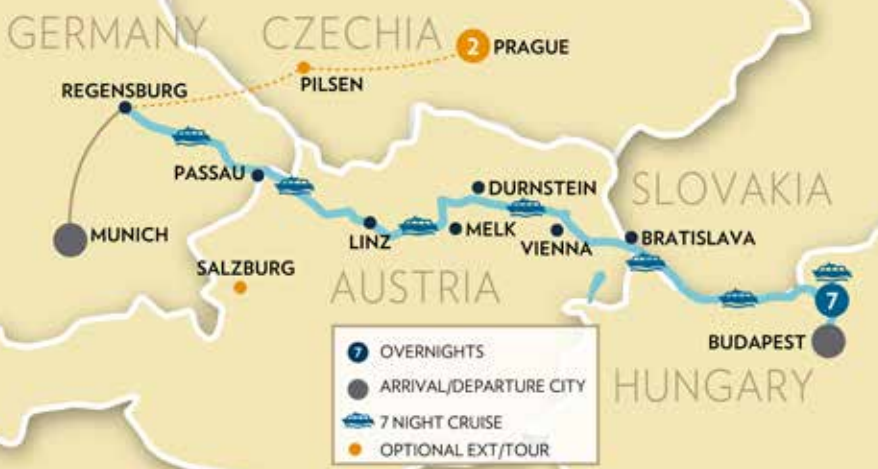 GERMANY
CZECHIA
2
PRAGUE
PILSEN
REGENSBURG
PASSAU
DURNSTEIN
SLOVAKIA
MUNICH
LINZ
MELK
VIENNA
BRATISLAVA
SALZBURG
AUSTRIA
7
BUDAPEST
HUNGARY
7 OVERNIGHTS
ARRIVAL/DEPARTURE CITY
7 NIGHT CRUISE
OPTIONAL EXT/TOUR